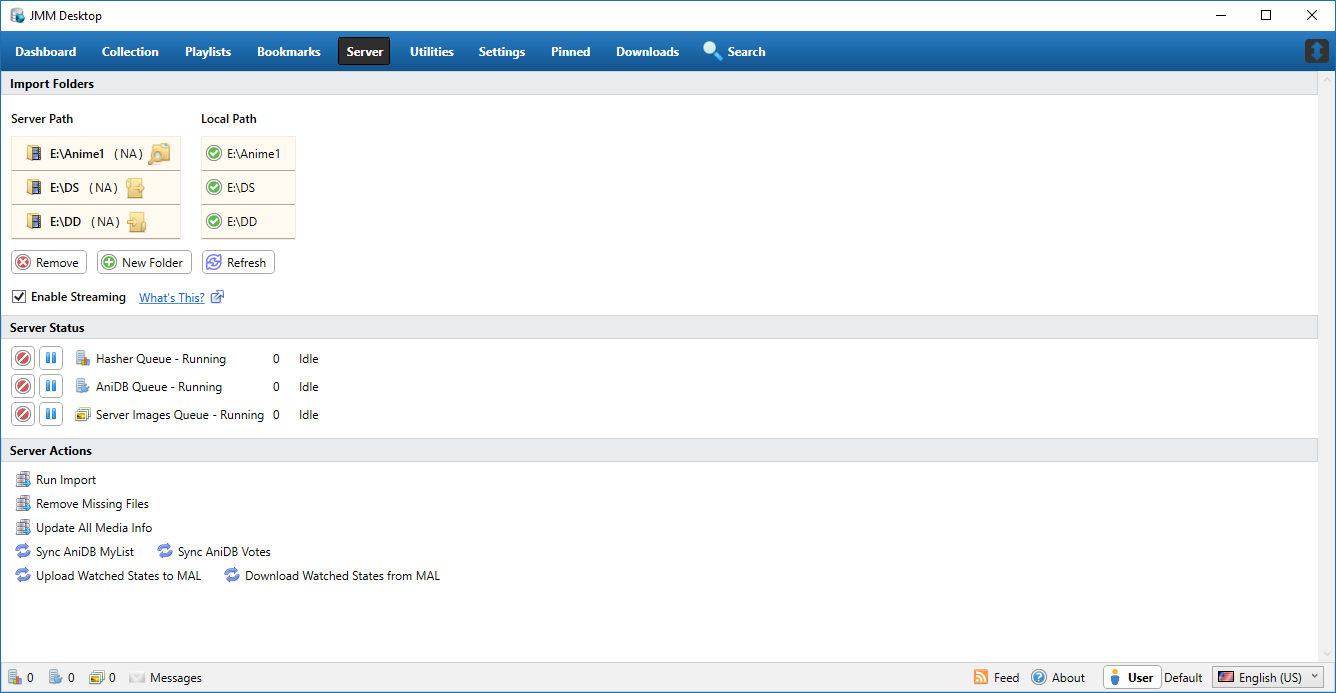 JMM Desktop
Dashboard Collection Playlists Bookmarks Server Utilities Settings Pinned Downloads Search
Import Folders
Server Path Local Path
E:\Anime1 (NA) E:\Anime1
E:\DS (NA) E:\DS
E:\DD (NA) E:\DD
Remove New Folder Refresh
Enable Streaming What's This?
Server Status
Hasher Queue - Running 0 Idle
AniDB Queue - Running 0 Idle
Server Images Queue - Running 0 Idle
Server Actions
Run Import
Remove Missing Files
Update All Media Info
Sync AniDB MyList Sync AniDB Votes
Upload Watched States to MAL Download Watched States from MAL
0 0 0 Messages Feed About User Default English (US)